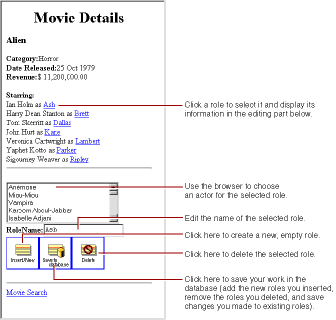 Movie Details
Alien
Category:Horror
Date Released:25 Oct 1979
Revenue:$ 11,200,000.00
Starring:
Ian Holm as Ash
Harry Dean Stanton as Brett
Tom Skerritt as Dallas
John Hurt as Kane
Veronica Cartwright as Lambert
Yaphet Kotto as Parker
Sigourney Weaver as Ripley
Click a role to select it and display its
information in the editing part below.
Anémone
Miou-Miou
Vampira
Kareem Abdul-Jabbar
Isabelle Adjani
Use the browser to choose
an actor for the selected role.
RoleName: Ash
Edit the name of the selected role.
Click here to create a new, empty role.
Insert/New
Save to
database
Delete
Click here to delete the selected role.
Click here to save your work in the
database (add the new roles you inserted,
remove the roles you deleted, and save
changes you made to existing roles).
Movie Search